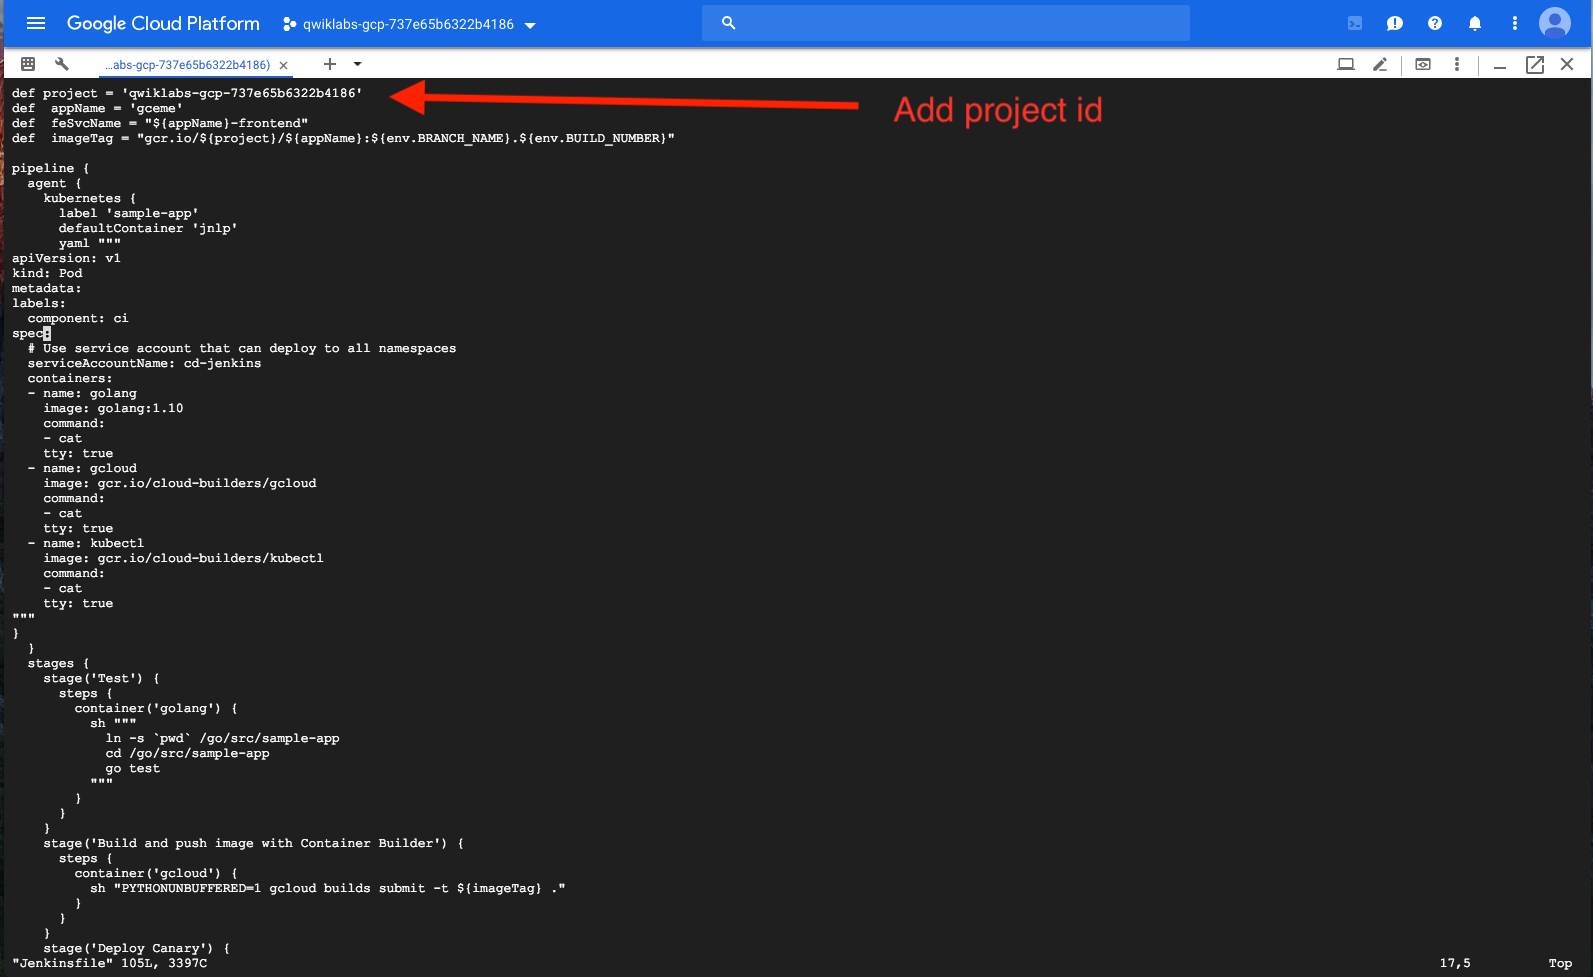 Google Cloud Platform
qwiklabs-gcp-737e65b6322b4186
...abs-gcp-737e65b6322b4186)
def project = 'qwiklabs-gcp-737e65b6322b4186'
Add project id
def  appName = 'gceme'
def  feSvcName = "${appName}-frontend"
def  imageTag = "gcr.io/${project}/${appName}:${env.BRANCH_NAME}.${env.BUILD_NUMBER}"
pipeline {
  agent {
    kubernetes {
      label 'sample-app'
      defaultContainer 'jnlp'
      yaml """
apiVersion: v1
kind: Pod
metadata:
labels:
  component: ci
spec:
  # Use service account that can deploy to all namespaces
  serviceAccountName: cd-jenkins
  containers:
  - name: golang
    image: golang:1.10
    command:
    - cat
    tty: true
  - name: gcloud
    image: gcr.io/cloud-builders/gcloud
    command:
    - cat
    tty: true
  - name: kubectl
    image: gcr.io/cloud-builders/kubectl
    command:
    - cat
    tty: true
"""
}
  }
  stages {
    stage('Test') {
      steps {
        container('golang') {
          sh """
            ln -s `pwd` /go/src/sample-app
            cd /go/src/sample-app
            go test
          """
        }
      }
    }
    stage('Build and push image with Container Builder') {
      steps {
        container('gcloud') {
          sh "PYTHONUNBUFFERED=1 gcloud builds submit -t ${imageTag} ."
        }
      }
    }
    stage('Deploy Canary') {
"Jenkinsfile" 105L, 3397C
17,5
Top